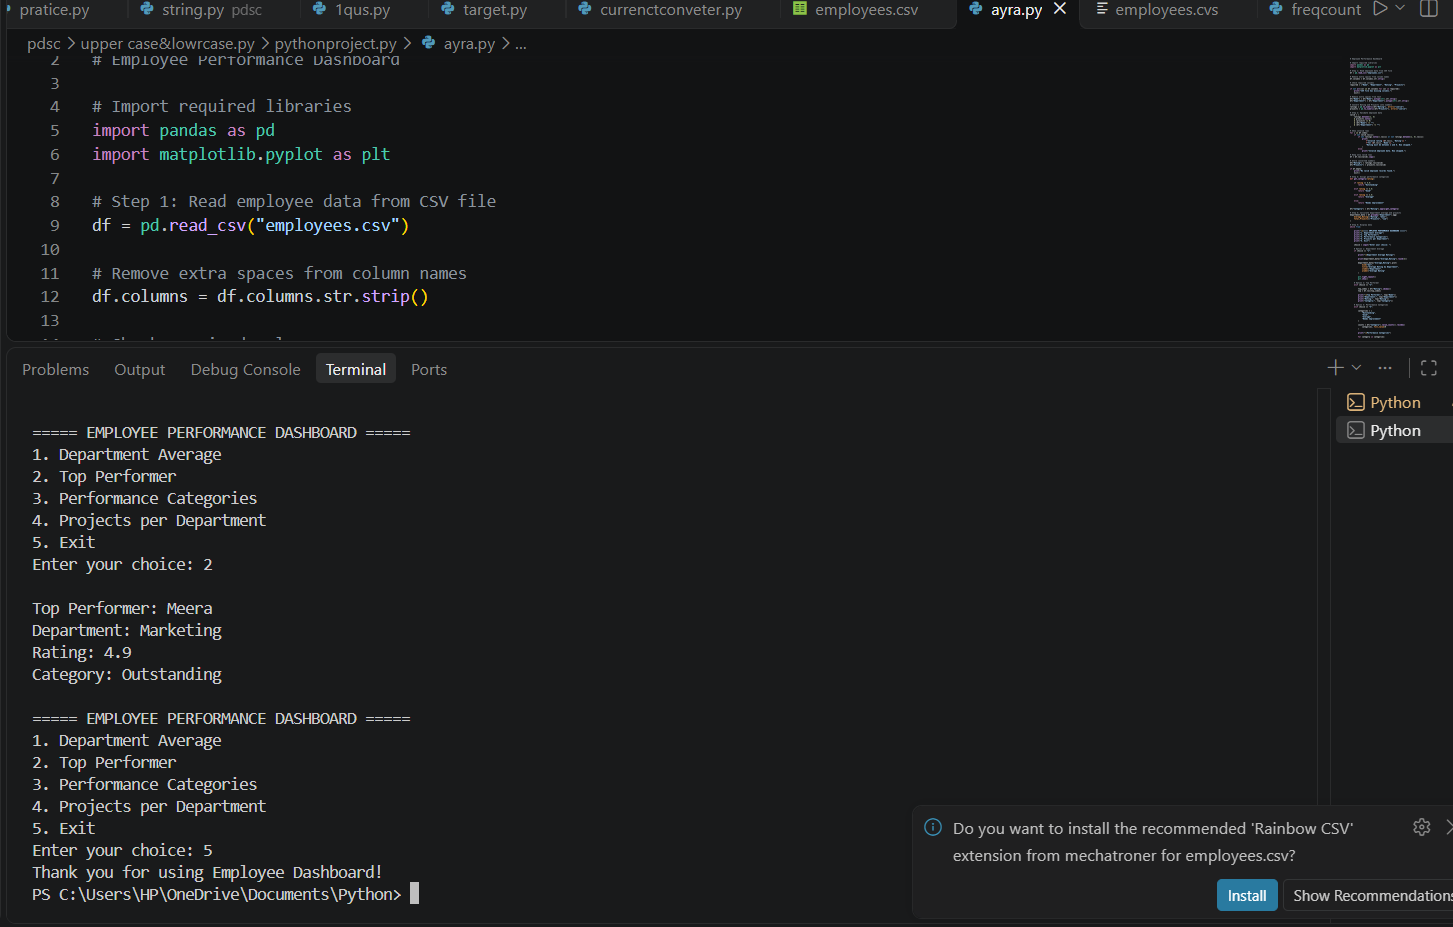 pratice.py string.py pdsc 1qus.py target.py currenctconveter.py employees.csv ayra.py employees.cvs freqcount
pdsc > upper case&lowrcase.py > pythonproject.py > ayra.py > ...
2 # Employee Performance Dashboard
3
4 # Import required libraries
5 import pandas as pd
6 import matplotlib.pyplot as plt
7
8 # Step 1: Read employee data from CSV file
9 df = pd.read_csv("employees.csv")
10
11 # Remove extra spaces from column names
12 df.columns = df.columns.str.strip()
13
Problems Output Debug Console Terminal Ports
Python
Python
===== EMPLOYEE PERFORMANCE DASHBOARD =====
1. Department Average
2. Top Performer
3. Performance Categories
4. Projects per Department
5. Exit
Enter your choice: 2
Top Performer: Meera
Department: Marketing
Rating: 4.9
Category: Outstanding
===== EMPLOYEE PERFORMANCE DASHBOARD =====
1. Department Average
2. Top Performer
3. Performance Categories
4. Projects per Department
5. Exit
Enter your choice: 5
Thank you for using Employee Dashboard!
PS C:\Users\HP\OneDrive\Documents\Python>
Do you want to install the recommended 'Rainbow CSV'
extension from mechatroner for employees.csv?
Install Show Recommendations